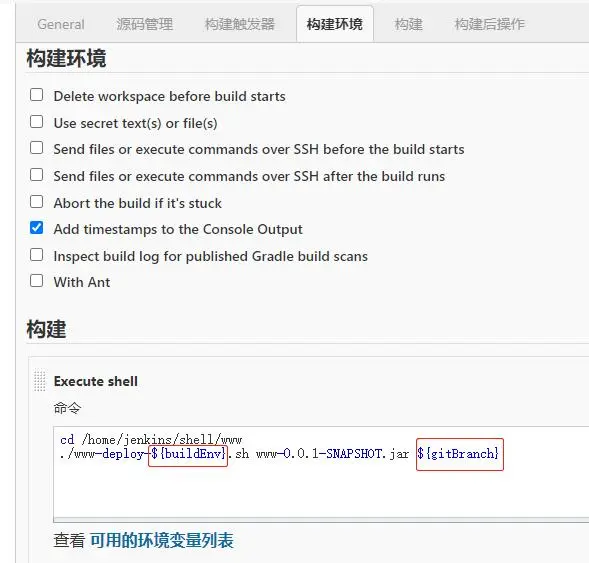 General 源码管理 构建触发器 构建环境 构建 构建后操作
构建环境
Delete workspace before build starts
Use secret text(s) or file(s)
Send files or execute commands over SSH before the build starts
Send files or execute commands over SSH after the build runs
Abort the build if it's stuck
Add timestamps to the Console Output
Inspect build log for published Gradle build scans
With Ant
构建
Execute shell
命令
cd /home/jenkins/shell/www
./www-deploy-${buildEnv}.sh www-0.0.1-SNAPSHOT.jar ${gitBranch}
查看 可用的环境变量列表